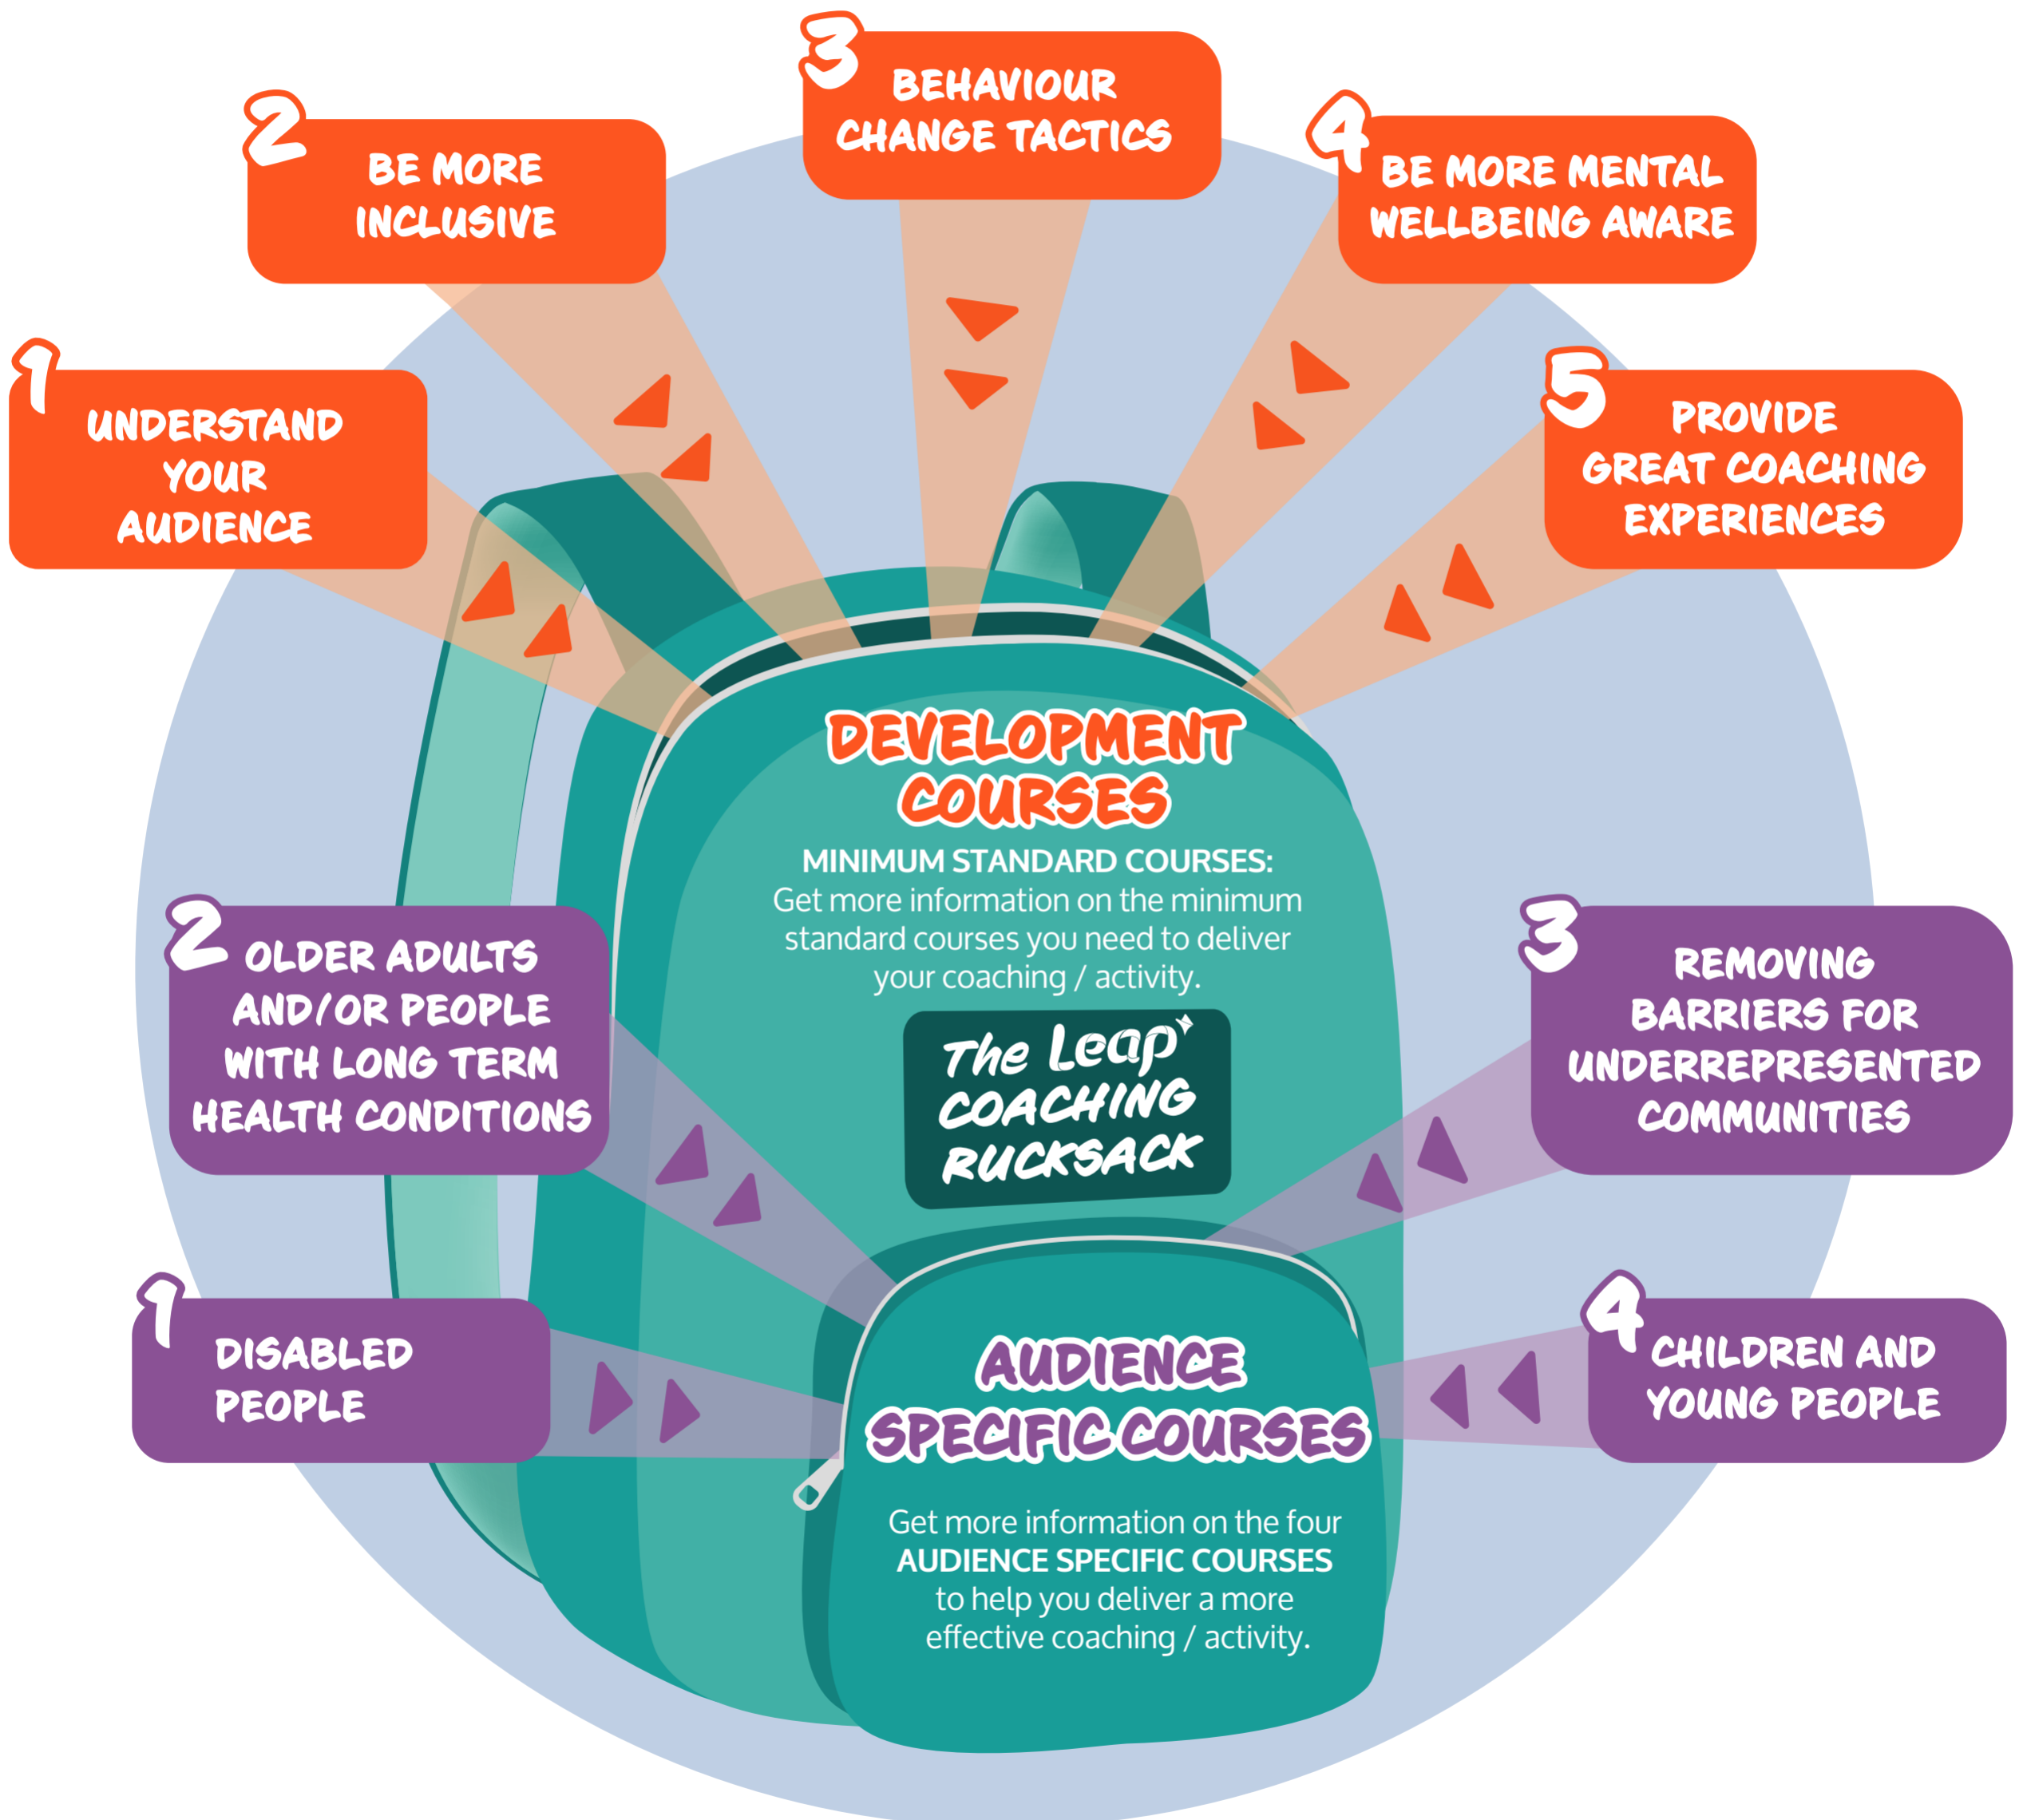 1
UNDERSTAND
YOUR
AUDIENCE
2
BE MORE
INCLUSIVE
3
BEHAVIOUR
CHANGE TACTICS
4
BE MORE MENTAL
WELLBEING AWARE
5
PROVIDE
GREAT COACHING
EXPERIENCES
DEVELOPMENT
COURSES
MINIMUM STANDARD COURSES:
Get more information on the minimum
standard courses you need to deliver
your coaching / activity.
The Leap
COACHING
RUCKSACK
1
DISABLED
PEOPLE
2
OLDER ADULTS
AND/OR PEOPLE
WITH LONG TERM
HEALTH CONDITIONS
3
REMOVING
BARRIERS FOR
UNDERREPRESENTED
COMMUNITIES
4
CHILDREN AND
YOUNG PEOPLE
AUDIENCE
SPECIFIC COURSES
Get more information on the four
AUDIENCE SPECIFIC COURSES
to help you deliver a more
effective coaching / activity.